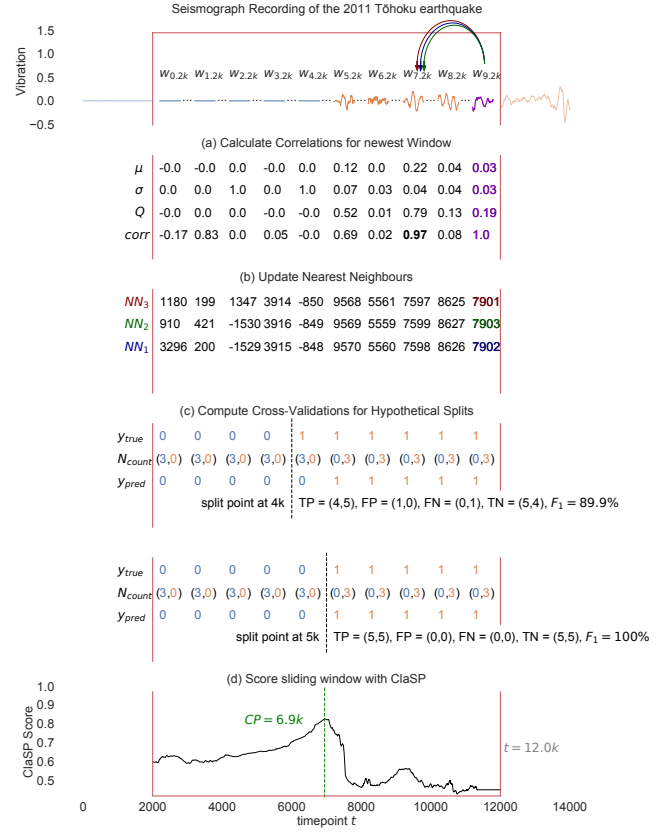 Seismograph Recording of the 2011 Tōhoku earthquake
1.5
1.0
0.5
0.0
−0.5
Vibration
w0.2k w1.2k w2.2k w3.2k w4.2k w5.2k w6.2k w7.2k w8.2k w9.2k
(a) Calculate Correlations for newest Window
μ -0.0 -0.0 0.0 -0.0 0.0 0.12 0.0 0.22 0.04 0.03
σ 0.0 0.0 1.0 0.0 1.0 0.07 0.03 0.04 0.04 0.03
Q -0.0 -0.0 0.0 0.0 -0.0 0.52 0.01 0.79 0.13 0.19
corr -0.17 0.83 0.0 0.05 -0.0 0.69 0.02 0.97 0.08 1.0
(b) Update Nearest Neighbours
NN3 1180 199 1347 3914 -850 9568 5561 7597 8625 7901
NN2 910 421 -1530 3916 -849 9569 5559 7599 8627 7903
NN1 3296 200 -1529 3915 -848 9570 5560 7598 8626 7902
(c) Compute Cross-Validations for Hypothetical Splits
ytrue 0 0 0 0 1 1 1 1 1 1
Ncount (3,0) (3,0) (3,0) (3,0) (3,0) (0,3) (0,3) (0,3) (0,3) (0,3)
ypred 0 0 0 0 0 1 1 1 1 1
split point at 4k TP = (4,5), FP = (1,0), FN = (0,1), TN = (5,4), F1 = 89.9%
ytrue 0 0 0 0 0 1 1 1 1 1
Ncount (3,0) (3,0) (3,0) (3,0) (3,0) (0,3) (0,3) (0,3) (0,3) (0,3)
ypred 0 0 0 0 0 1 1 1 1 1
split point at 5k TP = (5,5), FP = (0,0), FN = (0,0), TN = (5,5), F1 = 100%
(d) Score sliding window with ClaSP
1.0
0.9
0.8
0.7
0.6
0.5
ClaSP Score
CP = 6.9k
t = 12.0k
0 2000 4000 6000 8000 10000 12000 14000
timepoint t